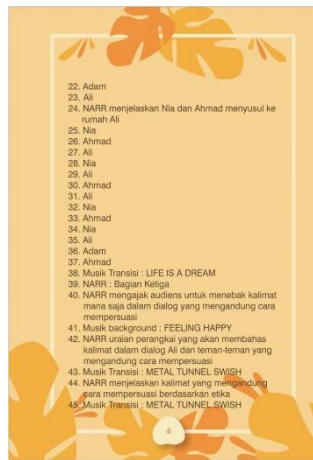 22. Adam
23. Ali
24. NARR menjelaskan Nia dan Ahmad menyusul ke
rumah Ali
25. Nia
26. Ahmad
27. Ali
28. Nia
29. Ali
30. Ahmad
31. Ali
32. Nia
33. Ahmad
34. Nia
35. Ali
36. Adam
37. Ahmad
38. Musik Transisi : LIFE IS A DREAM
39. NARR : Bagian Ketiga
40. NARR mengajak audiens untuk menebak kalimat
mana saja dalam dialog yang mengandung cara
mempersuasi
41. Musik background : FEELING HAPPY
42. NARR uraian perangkai yang akan membahas
kalimat dalam dialog Ali dan teman-teman yang
mengandung cara mempersuasi
43. Musik Transisi : METAL TUNNEL SWISH
44. NARR menjelaskan kalimat yang mengandung
cara mempersuasi berdasarkan etika
45. Musik Transisi : METAL TUNNEL SWISH
4